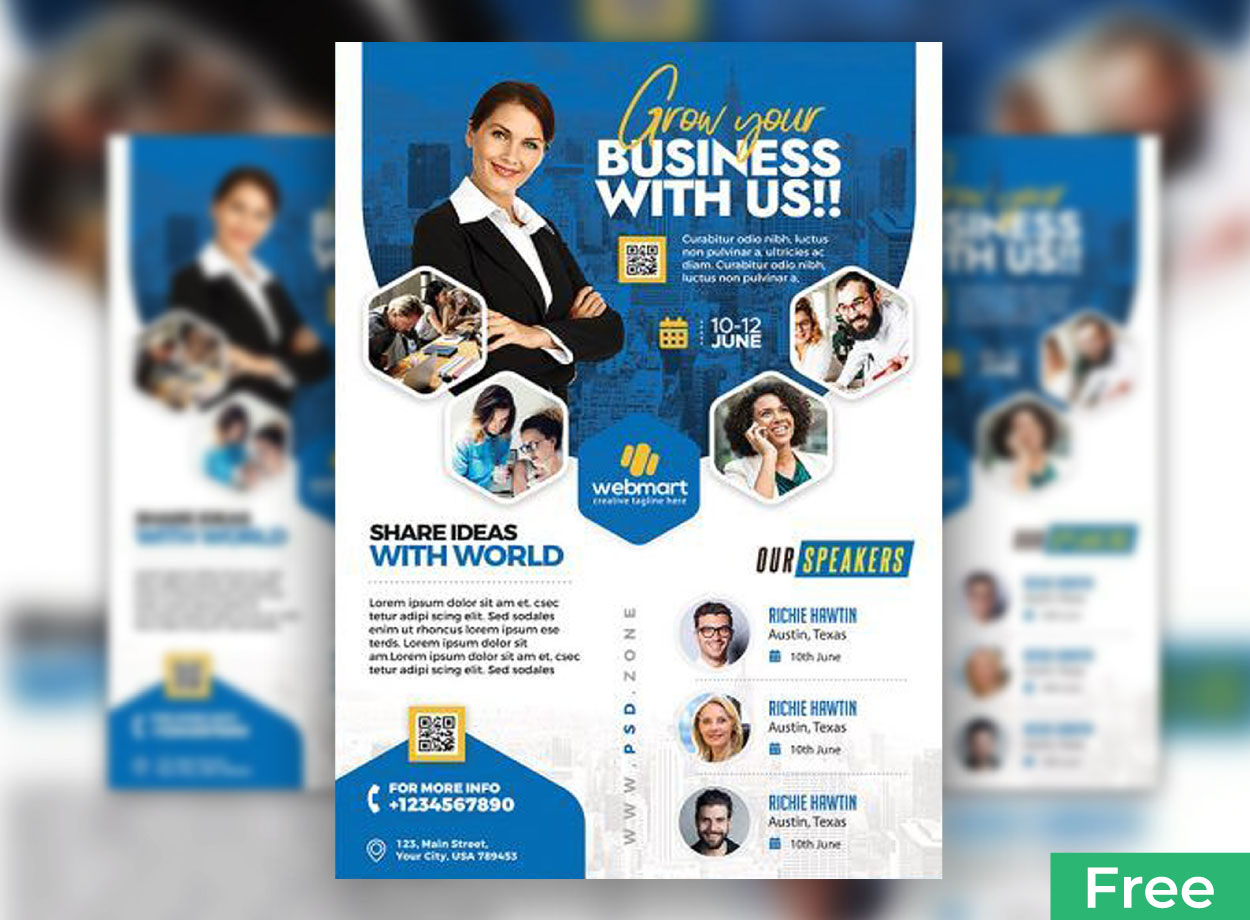 Grow your
BUSINESS
WITH US!!
Curabitur odio nibh, luctus
non pulvinar a, ultricies ac
diam. Curabitur odio nibh,
luctus non pulvinar a.
10-12
JUNE
webmart
creative tagline here
SHARE IDEAS
WITH WORLD
Lorem ipsum dolor sit am et, csec
tetur adipi scing elit. Sed sodales
enim ut rhoncus lorem ipsum ese
terds. Lorem ipsum dolor sit
am.Lorem ipsum dolor sit am et, csec
tetur adipi scing elit. Sed sodales
FOR MORE INFO
+1234567890
123, Main Street,
Your City, USA 789453
WWW.PSD.ZONE
OUR SPEAKERS
RICHIE HAWTIN
Austin, Texas
10th June
RICHIE HAWTIN
Austin, Texas
10th June
RICHIE HAWTIN
Austin, Texas
10th June
SHARE IDEAS
WITH WORLD
Free